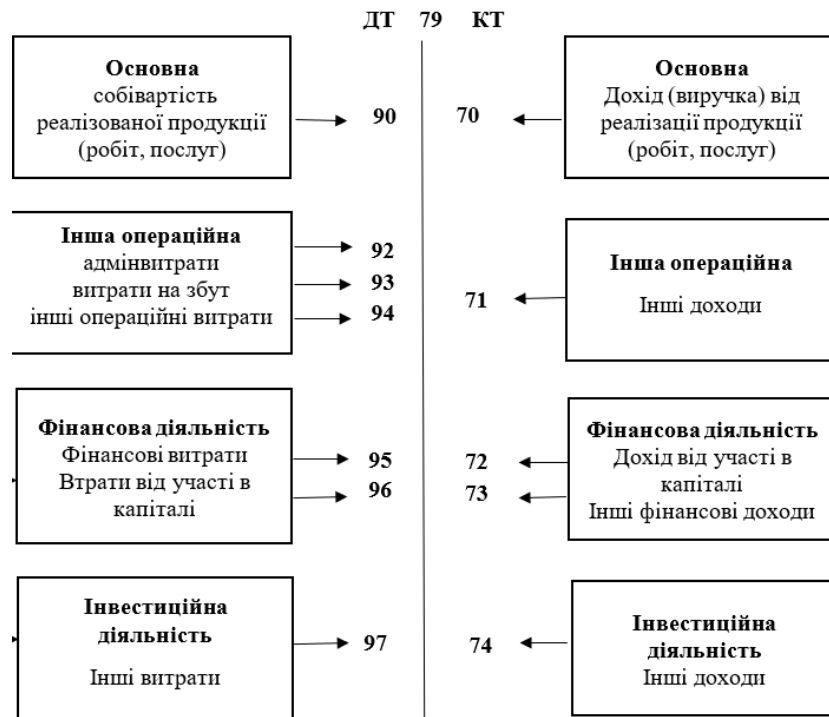 ДТ 79 КТ
Основна
собівартість
реалізованої продукції
(робіт, послуг)
90
70
Основна
Дохід (виручка) від
реалізації продукції
(робіт, послуг)
Інша операційна
адмінвитрати
витрати на збут
інші операційні витрати
92
93
94
71
Інша операційна
Інші доходи
Фінансова діяльність
Фінансові витрати
Втрати від участі в
капіталі
95
96
72
73
Фінансова діяльність
Дохід від участі в
капіталі
Інші фінансові доходи
Інвестиційна
діяльність
Інші витрати
97
74
Інвестиційна
діяльність
Інші доходи